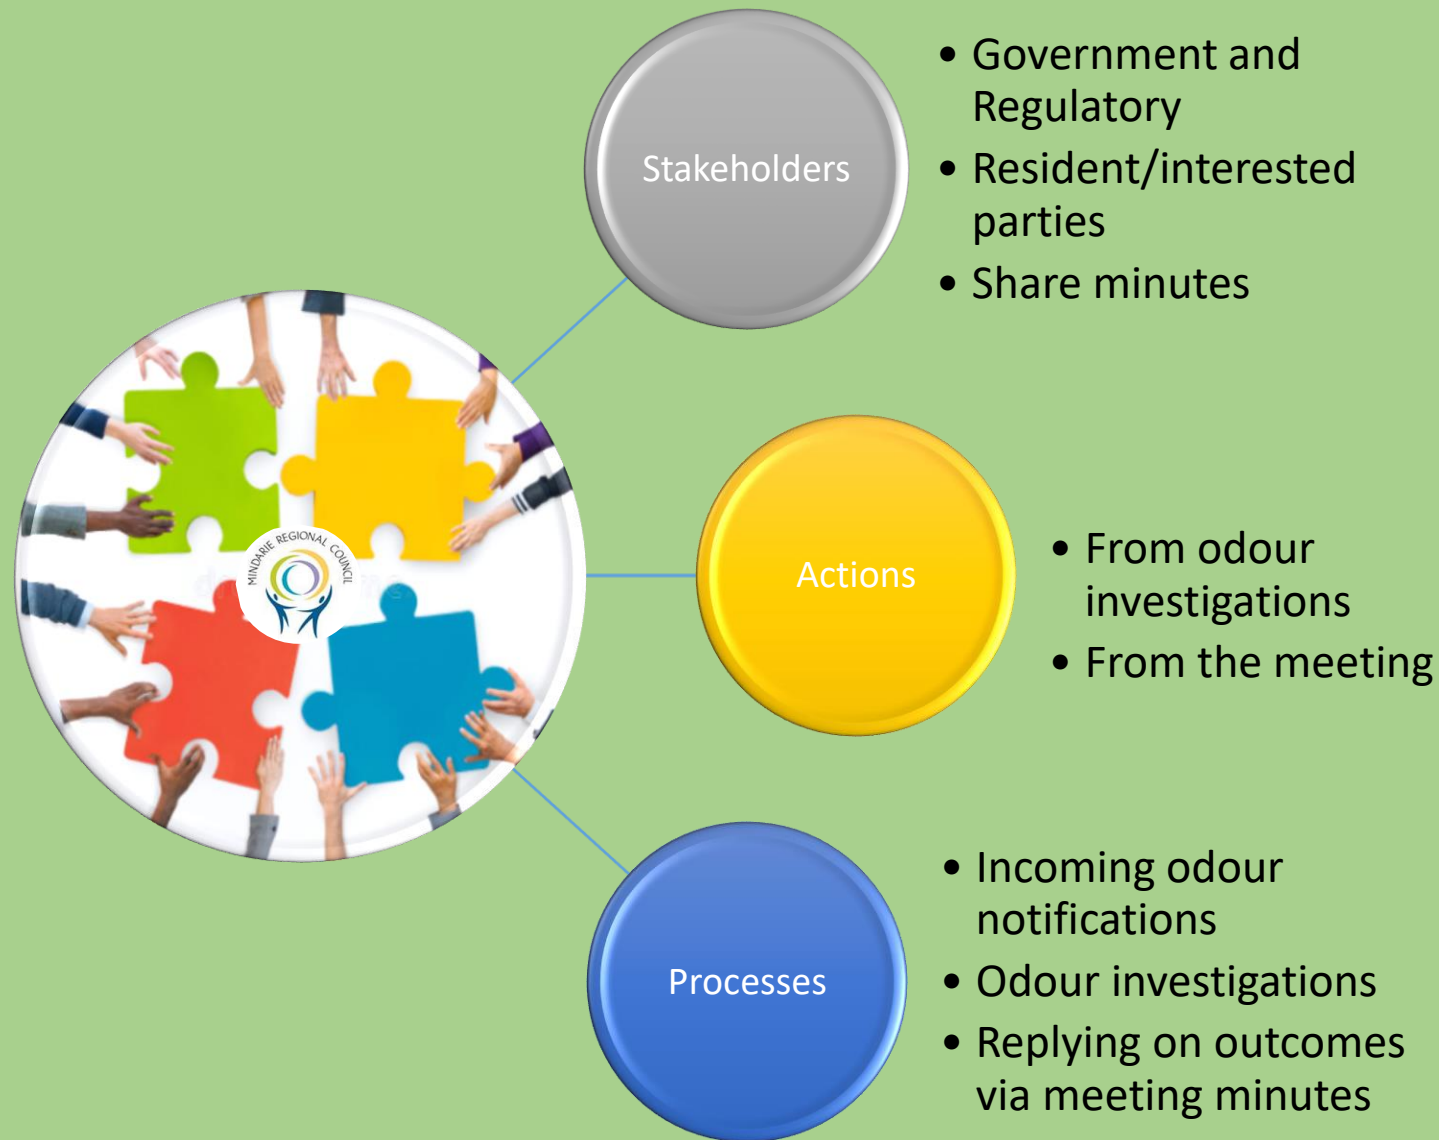 Stakeholders
• Government and
Regulatory
• Resident/interested
parties
• Share minutes
MINDARIE REGIONAL COUNCIL
Actions
• From odour
investigations
• From the meeting
Processes
• Incoming odour
notifications
• Odour investigations
• Replying on outcomes
via meeting minutes